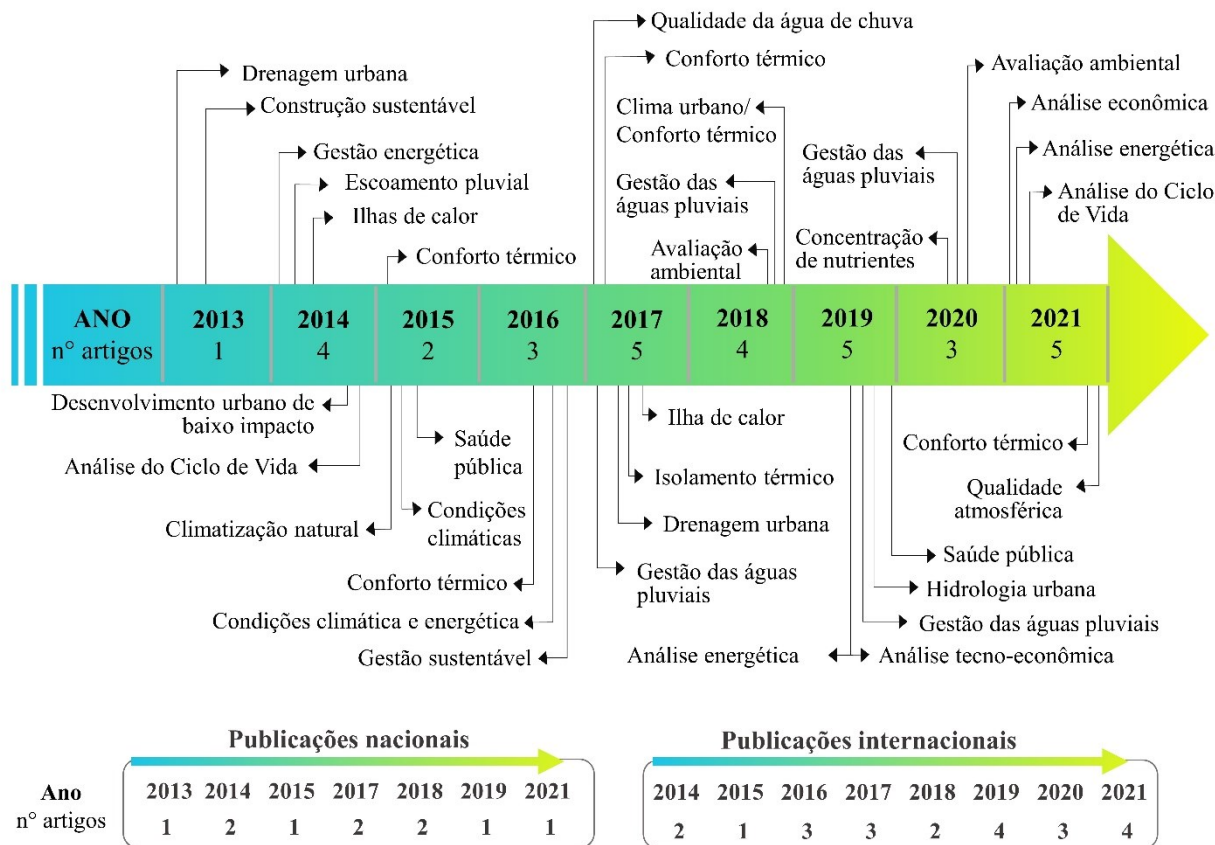 Qualidade da água de chuva
Drenagem urbana
Conforto térmico
Avaliação ambiental
Construção sustentável
Clima urbano/
Conforto térmico
Análise econômica
Gestão energética
Gestão das
águas pluviais
Análise energética
Escoamento pluvial
Gestão das
águas pluviais
Análise do Ciclo
de Vida
Ilhas de calor
Conforto térmico
Avaliação
ambiental
Concentração
de nutrientes
ANO 2013 2014 2015 2016 2017 2018 2019 2020 2021
n° artigos 1 4 2 3 5 4 5 3 5
Desenvolvimento urbano de
baixo impacto
Ilha de calor
Saúde
pública
Conforto térmico
Análise do Ciclo de Vida
Isolamento térmico
Qualidade
atmosférica
Climatização natural
Condições
climáticas
Drenagem urbana
Saúde pública
Conforto térmico
Gestão das águas
pluviais
Hidrologia urbana
Condições climática e energética
Gestão das águas pluviais
Gestão sustentável
Análise energética
Análise tecno-econômica
Publicações nacionais
Ano 2013 2014 2015 2017 2018 2019 2021
n° artigos 1 2 1 2 2 1 1
Publicações internacionais
2014 2015 2016 2017 2018 2019 2020 2021
2 1 3 3 2 4 3 4